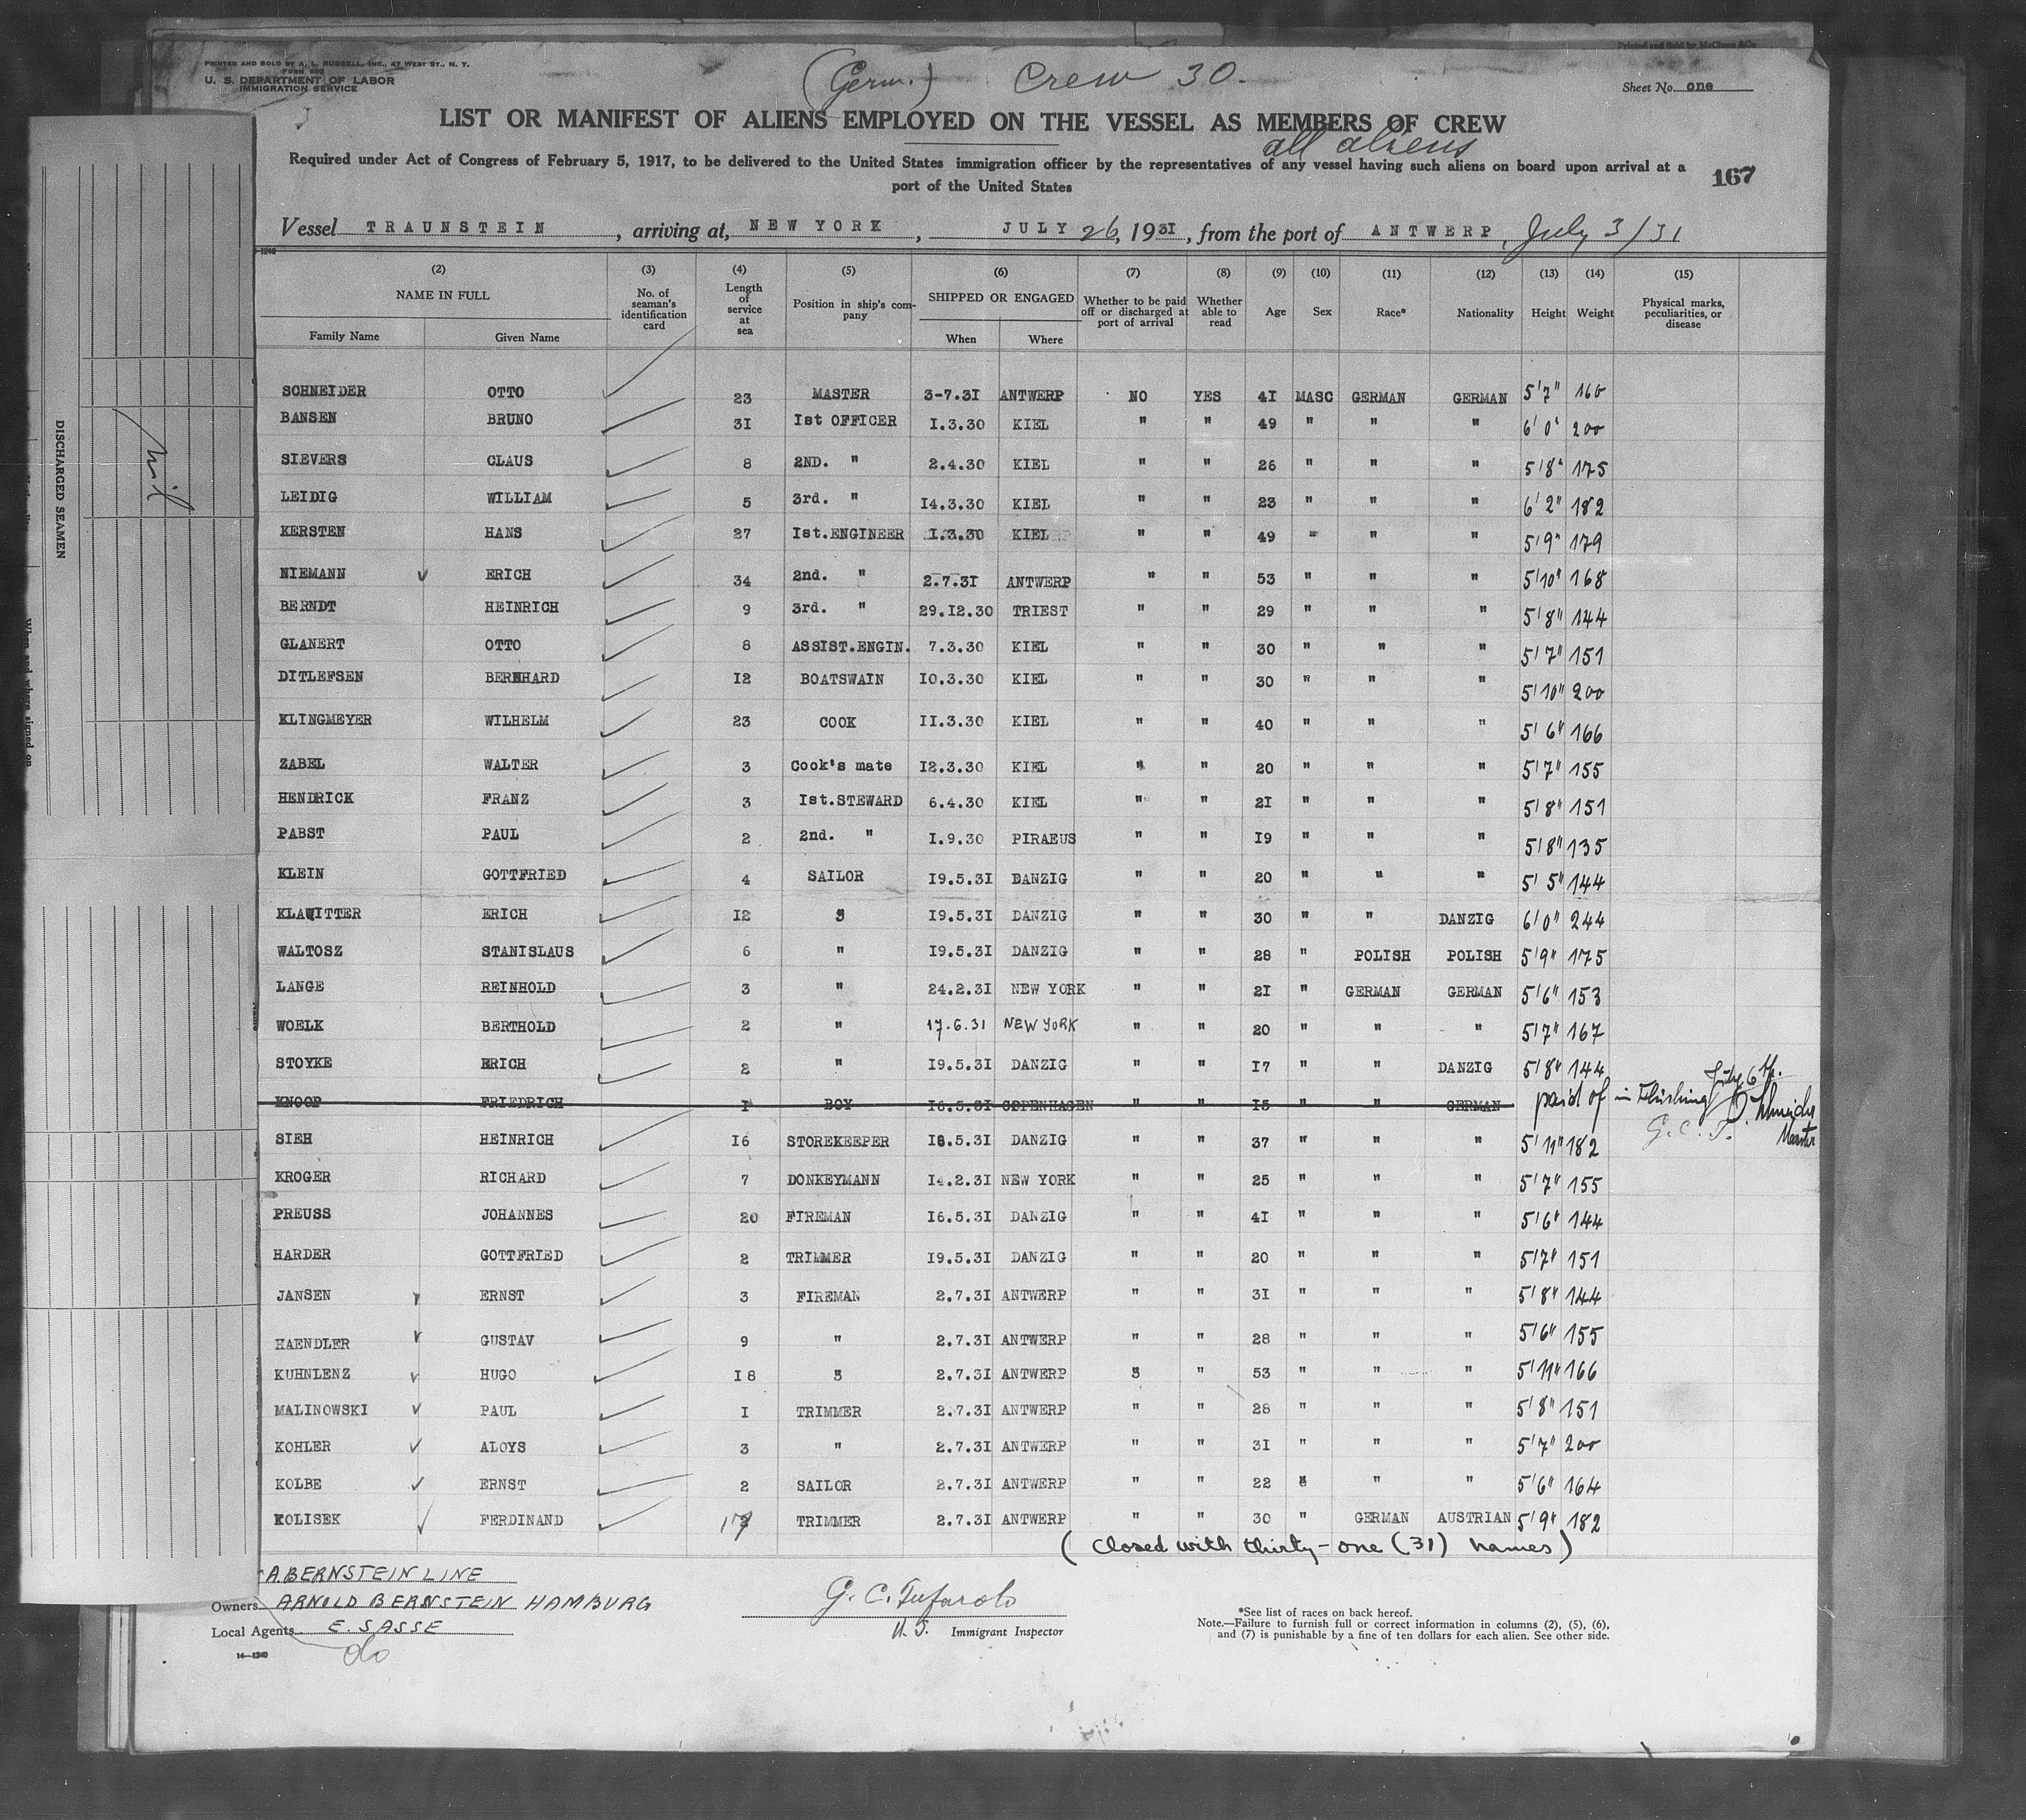 PRINTED AND SOLD BY A. L. RUSSELL, INC., 47 WEST ST., N. Y.
FORM 680
U. S. DEPARTMENT OF LABOR
IMMIGRATION SERVICE
(Germ.) Crew 30.
Sheet No. one
LIST OR MANIFEST OF ALIENS EMPLOYED ON THE VESSEL AS MEMBERS OF CREW
all aliens
Required under Act of Congress of February 5, 1917, to be delivered to the United States immigration officer by the representatives of any vessel having such aliens on board upon arrival at a
port of the United States
167
Vessel TRAUNSTEIN, arriving at, NEW YORK, JULY 26, 1931, from the port of ANTWERP, July 3/31
(2) (3) (4) (5) (6) (7) (8) (9) (10) (11) (12) (13) (14) (15)
NAME IN FULL No. of seaman's identification card Length of service at sea Position in ship's company SHIPPED OR ENGAGED Whether to be paid off or discharged at port of arrival Whether able to read Age Sex Race* Nationality Height Weight Physical marks, peculiarities, or disease
Family Name Given Name When Where
SCHNEIDER OTTO 23 MASTER 3-7.31 ANTWERP NO YES 41 MASC GERMAN GERMAN 5'7" 160
BANSEN BRUNO 31 1st OFFICER 1.3.30 KIEL " " 49 " " " 6'0" 200
SIEVERS CLAUS 8 2ND. " 2.4.30 KIEL " " 26 " " " 5'8" 175
LEIDIG WILLIAM 5 3rd. " 14.3.30 KIEL " " 23 " " " 6'2" 182
KERSTEN HANS 27 1st.ENGINEER 1.3.30 KIEL " " 49 " " " 5'9" 179
NIEMANN ERICH 34 2nd. " 2.7.31 ANTWERP " " 53 " " " 5'10" 168
BERNDT HEINRICH 9 3rd. " 29.12.30 TRIEST " " 29 " " " 5'8" 144
GLANERT OTTO 8 ASSIST.ENGIN. 7.3.30 KIEL " " 30 " " " 5'7" 151
DITLEFSEN BERNHARD 12 BOATSWAIN 10.3.30 KIEL " " 30 " " " 5'10" 200
KLINGMEYER WILHELM 23 COOK 11.3.30 KIEL " " 40 " " " 5'6" 166
ZABEL WALTER 3 Cook's mate 12.3.30 KIEL " " 20 " " " 5'7" 155
HENDRICK FRANZ 3 1st.STEWARD 6.4.30 KIEL " " 21 " " " 5'8" 151
PABST PAUL 2 2nd. " 1.9.30 PIRAEUS " " 19 " " " 5'8" 135
KLEIN GOTTFRIED 4 SAILOR 19.5.31 DANZIG " " 20 " " " 5'5" 144
KLAWITTER ERICH 12 " 19.5.31 DANZIG " " 30 " " DANZIG 6'0" 244
WALTOSZ STANISLAUS 6 " 19.5.31 DANZIG " " 28 " POLISH POLISH 5'9" 175
LANGE REINHOLD 3 " 24.2.31 NEW YORK " " 21 " GERMAN GERMAN 5'6" 153
WOELK BERTHOLD 2 " 17.6.31 NEW YORK " " 20 " " " 5'7" 167
STOYKE ERICH 2 " 19.5.31 DANZIG " " 17 " " DANZIG 5'8" 144
July 6th.
KNOOP FRIEDRICH 1 BOY 16.5.31 COPENHAGEN " " 15 " " GERMAN paid of in Flushing O. Schneider
G. C. T. Master
SIEH HEINRICH 16 STOREKEEPER 18.5.31 DANZIG " " 37 " " " 5'11" 182
KROGER RICHARD 7 DONKEYMANN 14.2.31 NEW YORK " " 25 " " " 5'7" 155
PREUSS JOHANNES 20 FIREMAN 16.5.31 DANZIG " " 41 " " " 5'6" 144
HARDER GOTTFRIED 2 TRIMMER 19.5.31 DANZIG " " 20 " " " 5'7" 151
JANSEN ERNST 3 FIREMAN 2.7.31 ANTWERP " " 31 " " " 5'8" 144
HAENDLER GUSTAV 9 " 2.7.31 ANTWERP " " 28 " " " 5'6" 155
KUHNLENZ HUGO 18 " 2.7.31 ANTWERP " " 53 " " " 5'11" 166
MALINOWSKI PAUL 1 TRIMMER 2.7.31 ANTWERP " " 28 " " " 5'8" 151
KOHLER ALOYS 3 " 2.7.31 ANTWERP " " 31 " " " 5'7" 200
KOLBE ERNST 2 SAILOR 2.7.31 ANTWERP " " 22 " " " 5'6" 164
KOLISEK FERDINAND 17 TRIMMER 2.7.31 ANTWERP " " 30 " GERMAN AUSTRIAN 5'9" 182
(Closed with thirty-one (31) names)
A. BERNSTEIN LINE
Owners ARNOLD BERNSTEIN HAMBURG
Local Agents E. SASSE
do
14—1240
G. C. Tufarolo
U.S. Immigrant Inspector
*See list of races on back hereof.
Note.—Failure to furnish full or correct information in columns (2), (5), (6),
and (7) is punishable by a fine of ten dollars for each alien. See other side.
DISCHARGED SEAMEN
nil
When and where signed on